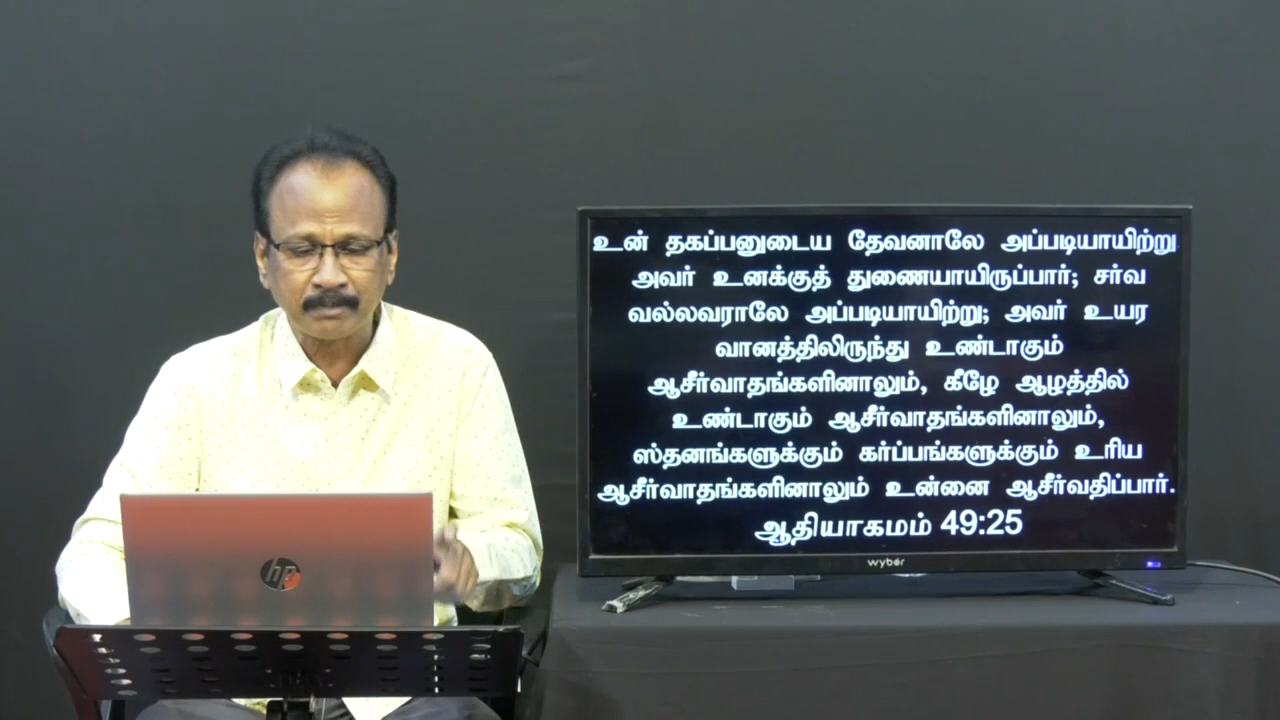 உன் தகப்பனுடைய தேவனாலே அப்படியாயிற்று
அவர் உனக்குத் துணையாயிருப்பார்; சர்வ
வல்லவராலே அப்படியாயிற்று; அவர் உயர
வானத்திலிருந்து உண்டாகும்
ஆசீர்வாதங்களினாலும், கீழே ஆழத்தில்
உண்டாகும் ஆசீர்வாதங்களினாலும்,
ஸ்தனங்களுக்கும் கர்ப்பங்களுக்கும் உரிய
ஆசீர்வாதங்களினாலும் உன்னை ஆசீர்வதிப்பார்.
ஆதியாகமம் 49:25
wybor
hp